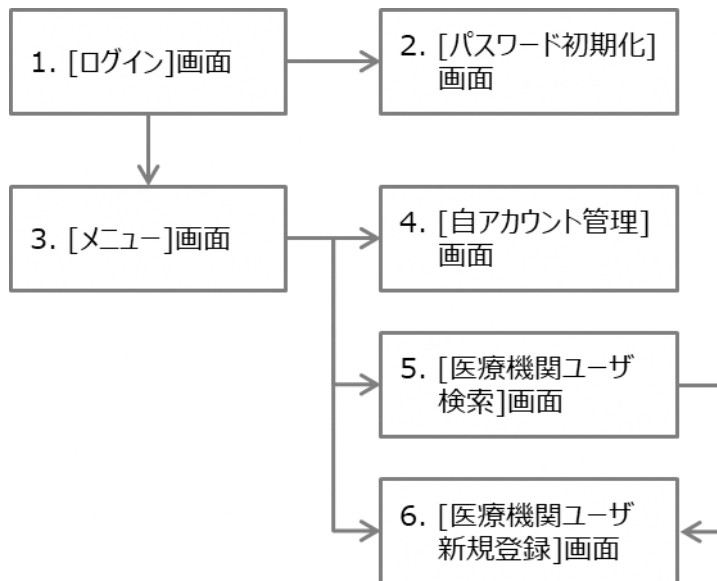 1. [ログイン]画面
2. [パスワード初期化]
画面
3. [メニュー]画面
4. [自アカウント管理]
画面
5. [医療機関ユーザ
検索]画面
6. [医療機関ユーザ
新規登録]画面